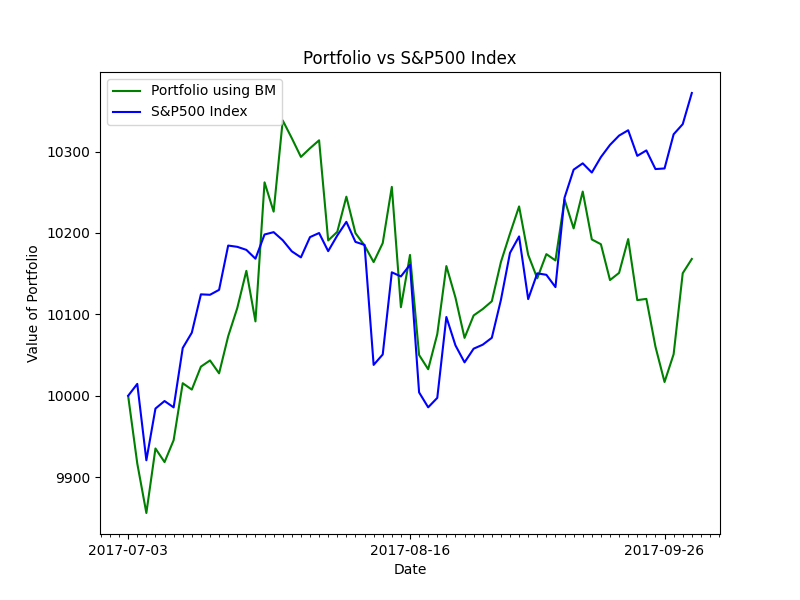 Portfolio vs S&P500 Index
Portfolio using BM
S&P500 Index
10300
10200
10100
10000
9900
Value of Portfolio
2017-07-03
2017-08-16
2017-09-26
Date